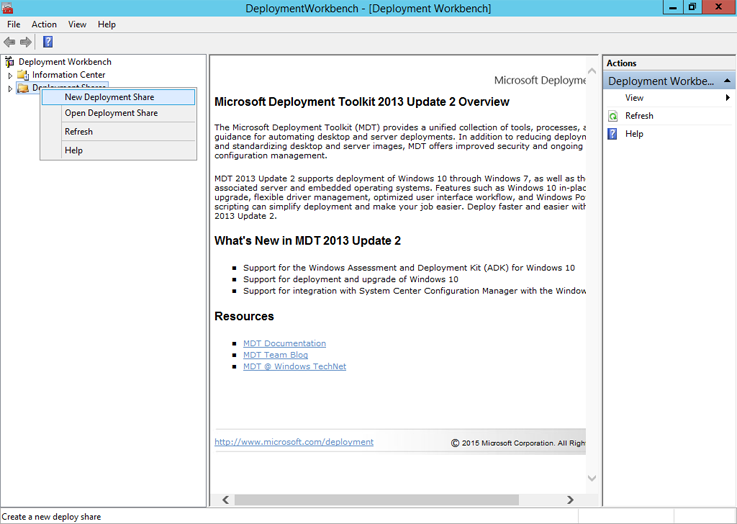 DeploymentWorkbench - [Deployment Workbench]
File Action View Help
Deployment Workbench
Information Center
Deployment Shares
New Deployment Share
Open Deployment Share
Refresh
Help
Microsoft Deployme
Microsoft Deployment Toolkit 2013 Update 2 Overview
The Microsoft Deployment Toolkit (MDT) provides a unified collection of tools, processes, a
guidance for automating desktop and server deployments. In addition to reducing deployn
and standardizing desktop and server images, MDT offers improved security and ongoing
configuration management.
MDT 2013 Update 2 supports deployment of Windows 10 through Windows 7, as well as th
associated server and embedded operating systems. Features such as Windows 10 in-plac
upgrade, flexible driver management, optimized user interface workflow, and Windows Po
scripting can simplify deployment and make your job easier. Deploy faster and easier with
2013 Update 2.
What's New in MDT 2013 Update 2
Support for the Windows Assessment and Deployment Kit (ADK) for Windows 10
Support for deployment and upgrade of Windows 10
Support for integration with System Center Configuration Manager with the Window
Resources
MDT Documentation
MDT Team Blog
MDT @ Windows TechNet
http://www.microsoft.com/deployment
© 2015 Microsoft Corporation. All Righ
Actions
Deployment Workbe...
View
Refresh
Help
Create a new deploy share